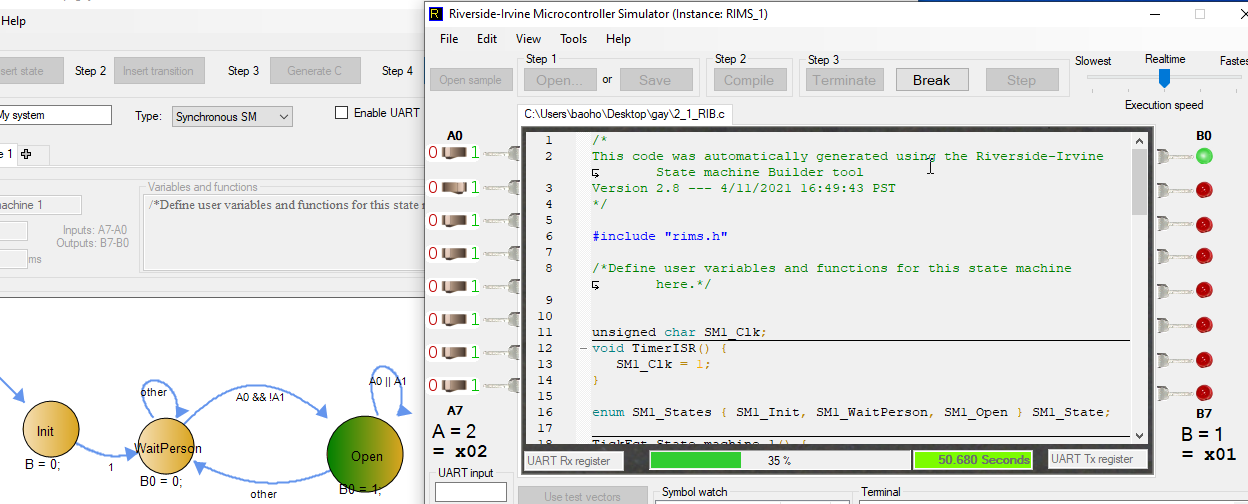 Help
Insert state
Step 2
Insert transition
Step 3
Generate C
Step 4
My system
Type:
Synchronous SM
Enable UART
1
Variables and functions
machine 1
/*Define user variables and functions for this state
Inputs: A7-A0
Outputs: B7-B0
ms
other
A0 && !A1
A0 || A1
Init
WaitPerson
Open
B = 0;
1
B0 = 0;
other
B0 = 1;
R
Riverside-Irvine Microcontroller Simulator (Instance: RIMS_1)
File Edit View Tools Help
Step 1
Step 2
Step 3
Slowest
Realtime
Fastes
Open sample
Open...
or
Save
Compile
Terminate
Break
Step
Execution speed
C:\Users\baoho\Desktop\gay\2_1_RIB.c
A0
B0
0 1
0 1
0 1
0 1
0 1
0 1
0 1
0 1
A7
A = 2
= x02
1 /*
2 This code was automatically generated using the Riverside-Irvine
State machine Builder tool
3 Version 2.8 --- 4/11/2021 16:49:43 PST
4 */
5
6 #include "rims.h"
7
8 /*Define user variables and functions for this state machine
here.*/
9
10
11 unsigned char SM1_Clk;
12 void TimerISR() {
13 SM1_Clk = 1;
14 }
15
16 enum SM1_States { SM1_Init, SM1_WaitPerson, SM1_Open } SM1_State;
17
18 TickFct_State_machine_1() {
B7
B = 1
= x01
UART Rx register
35 %
50.680 Seconds
UART Tx register
UART input
Use test vectors
Symbol watch
Terminal